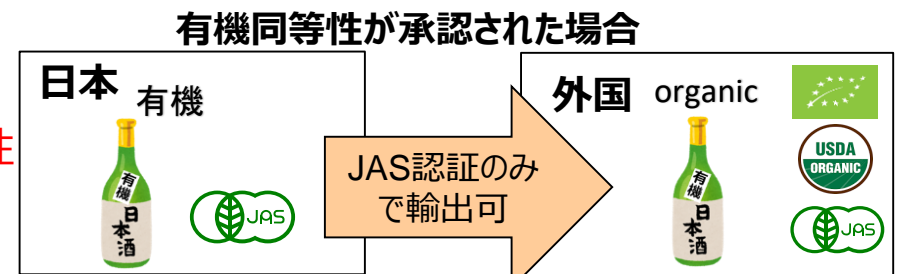 有機同等性が承認された場合
日本 有機
性
有機
日本酒
JAS
JAS認証のみ
で輸出可
外国 organic
有機
日本酒
USDA
ORGANIC
JAS